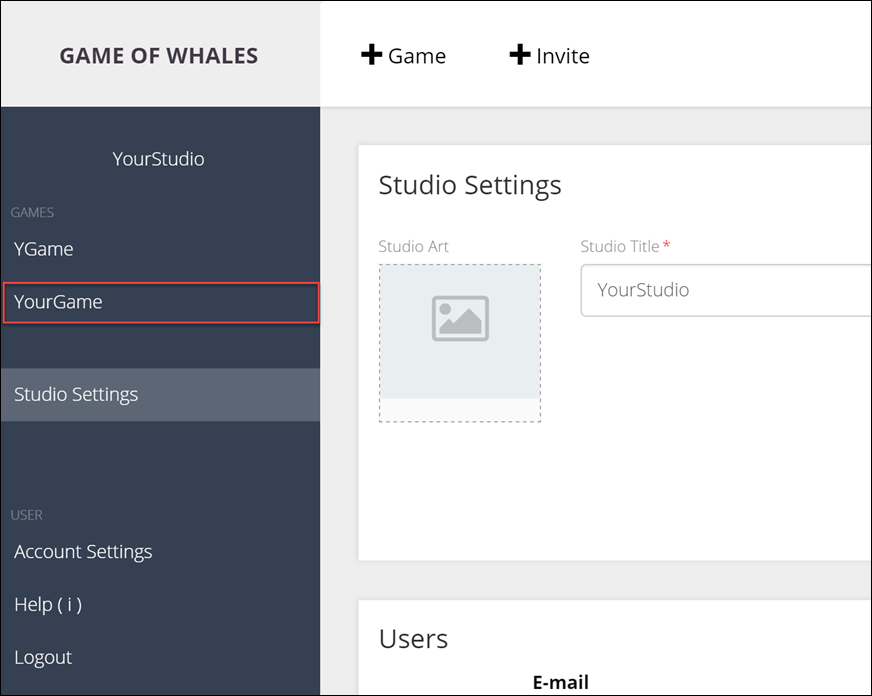 GAME OF WHALES
+ Game
+ Invite
YourStudio
GAMES
YGame
YourGame
Studio Settings
USER
Account Settings
Help ( i )
Logout
Studio Settings
Studio Art
Studio Title *
YourStudio
Users
E-mail